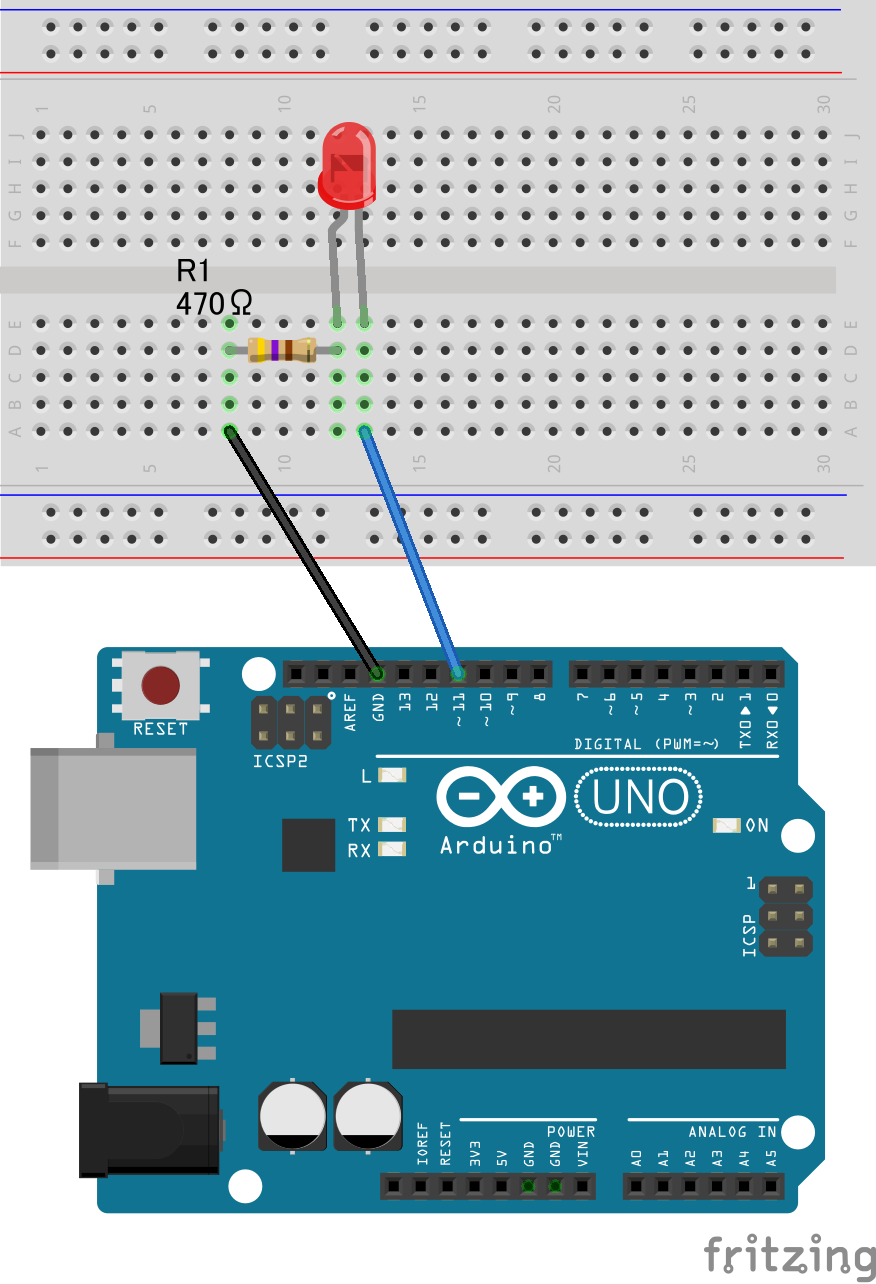 1 5 10 15 20 25 30
J J
I I
H H
G G
F F
R1
470Ω
E E
D D
C C
B B
A A
1 5 10 15 20 25 30
RESET
AREF
GND
13
12
~11
~10
~9
8
7
~6
~5
4
~3
2
TX0▶1
RX0◀0
ICSP2
DIGITAL (PWM=~)
L
TX
RX
Arduino™
UNO
ON
1
ICSP
POWER
ANALOG IN
IOREF
RESET
3V3
5V
GND
GND
VIN
A0
A1
A2
A3
A4
A5
fritzing